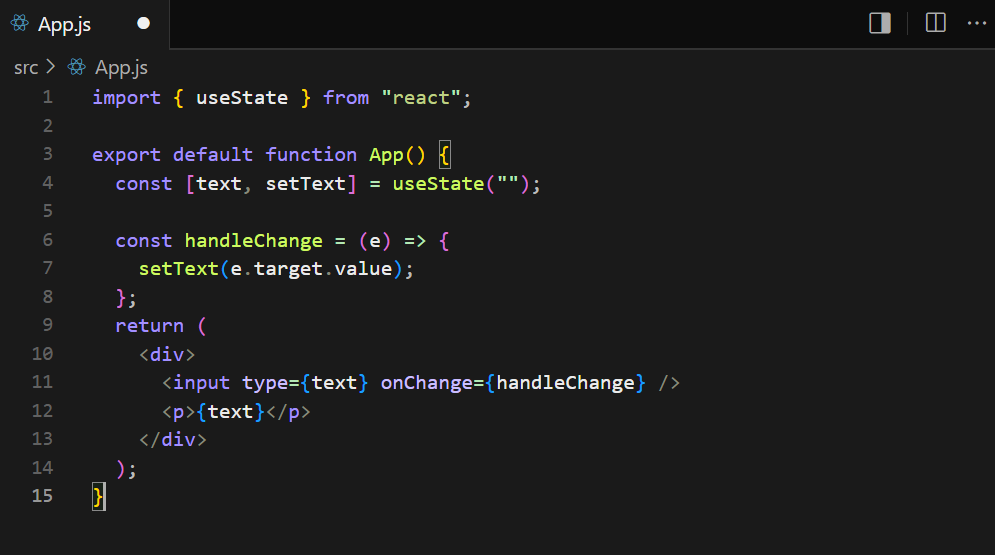 App.js
src > App.js
1 import { useState } from "react";
2
3 export default function App() {
4   const [text, setText] = useState("");
5
6   const handleChange = (e) => {
7     setText(e.target.value);
8   };
9   return (
10     <div>
11       <input type={text} onChange={handleChange} />
12       <p>{text}</p>
13     </div>
14   );
15 }